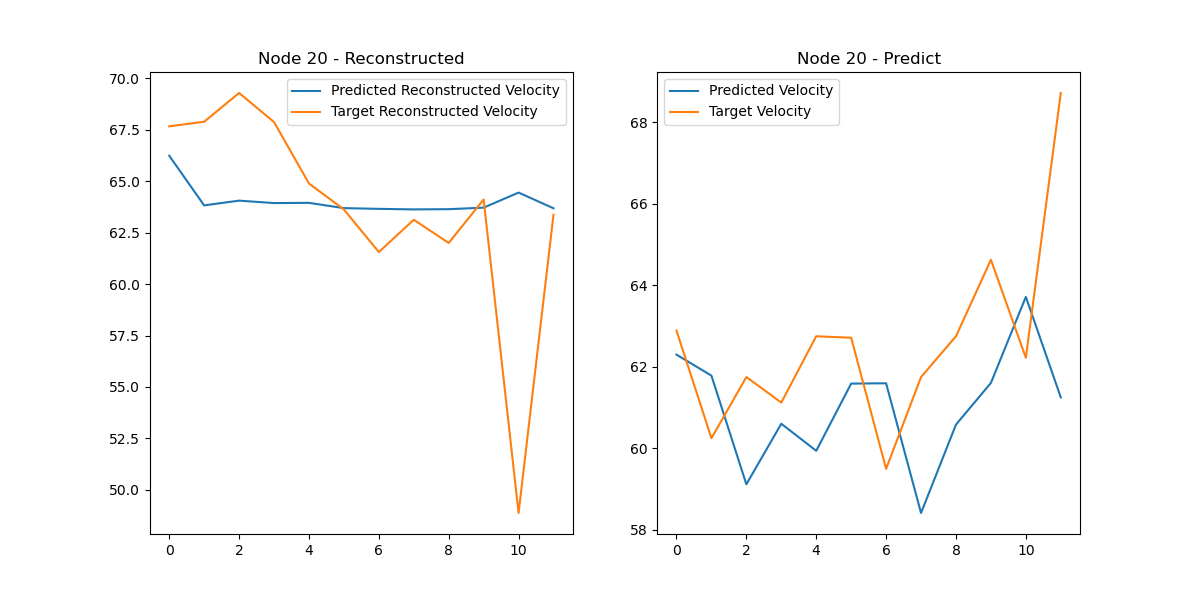 Node 20 - Reconstructed
Predicted Reconstructed Velocity
Target Reconstructed Velocity
70.0
67.5
65.0
62.5
60.0
57.5
55.0
52.5
50.0
0 2 4 6 8 10
Node 20 - Predict
Predicted Velocity
Target Velocity
68
66
64
62
60
58
0 2 4 6 8 10